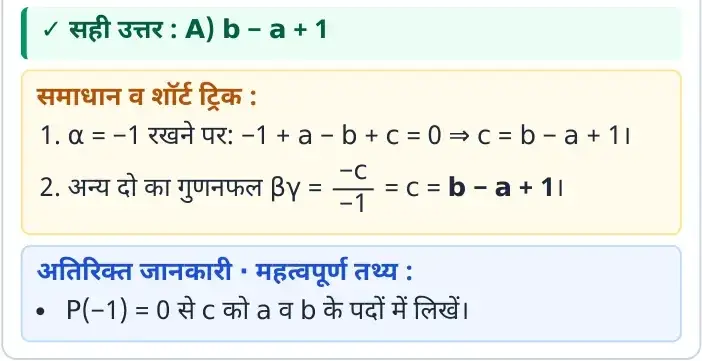 ✓ सही उत्तर : A) b − a + 1
समाधान व शॉर्ट ट्रिक :
1. α = −1 रखने पर: −1 + a − b + c = 0 ⇒ c = b − a + 1।
2. अन्य दो का गुणनफल βγ = −c/−1 = c = b − a + 1।
अतिरिक्त जानकारी · महत्वपूर्ण तथ्य :
• P(−1) = 0 से c को a व b के पदों में लिखें।